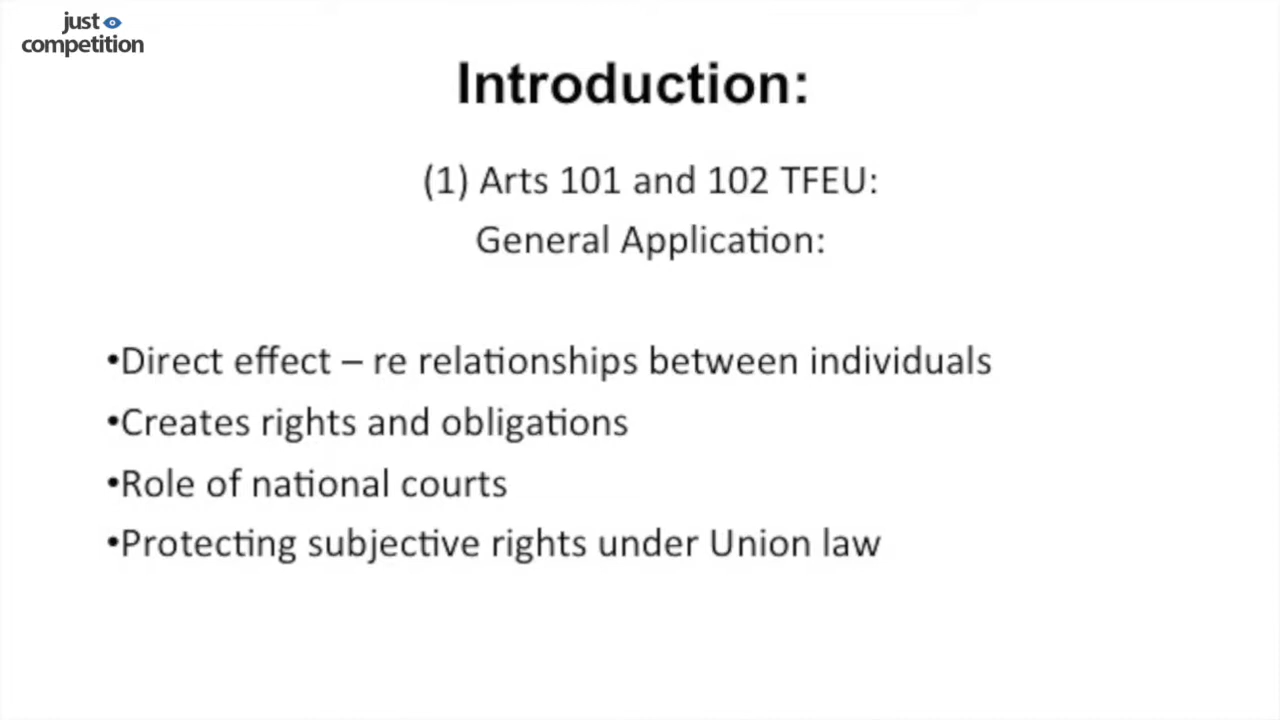 just
competition
Introduction:
(1) Arts 101 and 102 TFEU:
General Application:
•Direct effect – re relationships between individuals
•Creates rights and obligations
•Role of national courts
•Protecting subjective rights under Union law